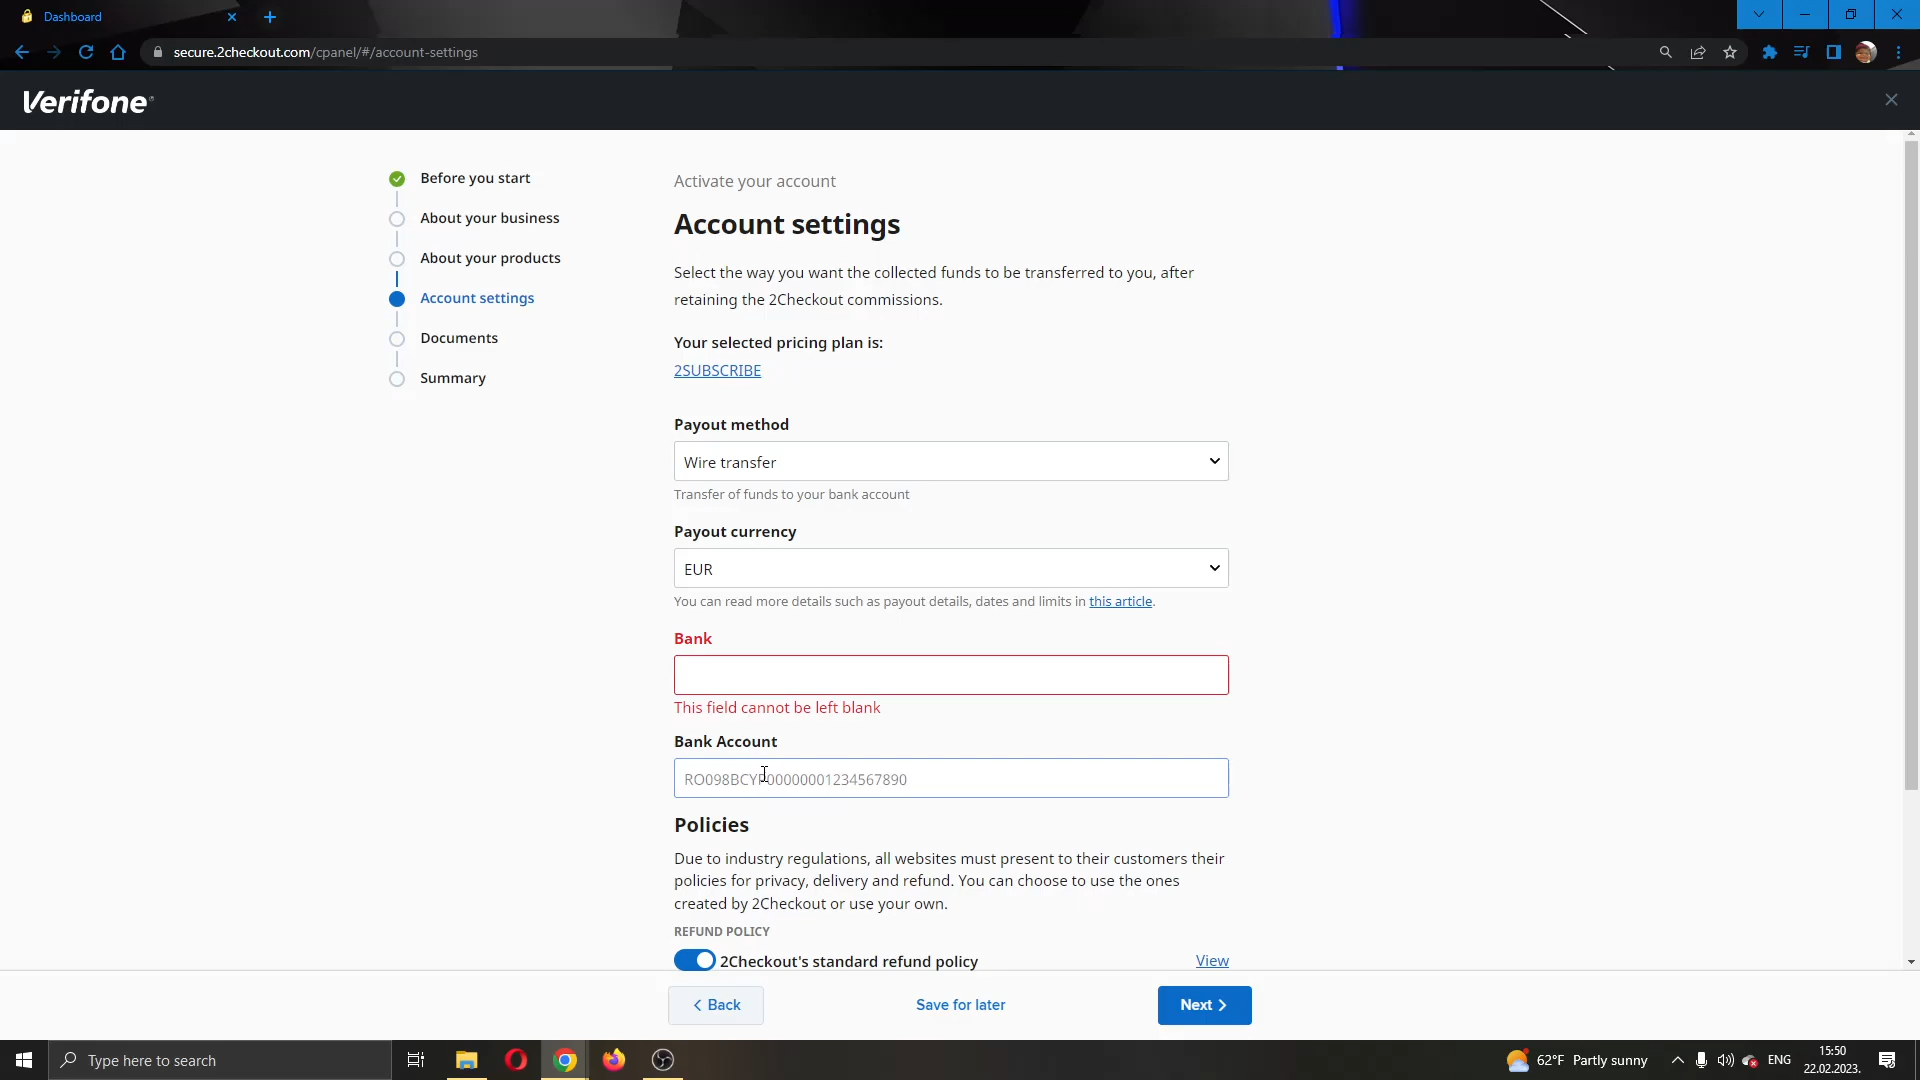 Dashboard
secure.2checkout.com/cpanel/#/account-settings
Verifone
Before you start
About your business
About your products
Account settings
Documents
Summary
Activate your account
Account settings
Select the way you want the collected funds to be transferred to you, after
retaining the 2Checkout commissions.
Your selected pricing plan is:
2SUBSCRIBE
Payout method
Wire transfer
Transfer of funds to your bank account
Payout currency
EUR
You can read more details such as payout details, dates and limits in this article.
Bank
This field cannot be left blank
Bank Account
RO098BCYP00000001234567890
Policies
Due to industry regulations, all websites must present to their customers their
policies for privacy, delivery and refund. You can choose to use the ones
created by 2Checkout or use your own.
REFUND POLICY
2Checkout's standard refund policy
View
Back
Save for later
Next
Type here to search
62°F Partly sunny
ENG
15:50
22.02.2023.